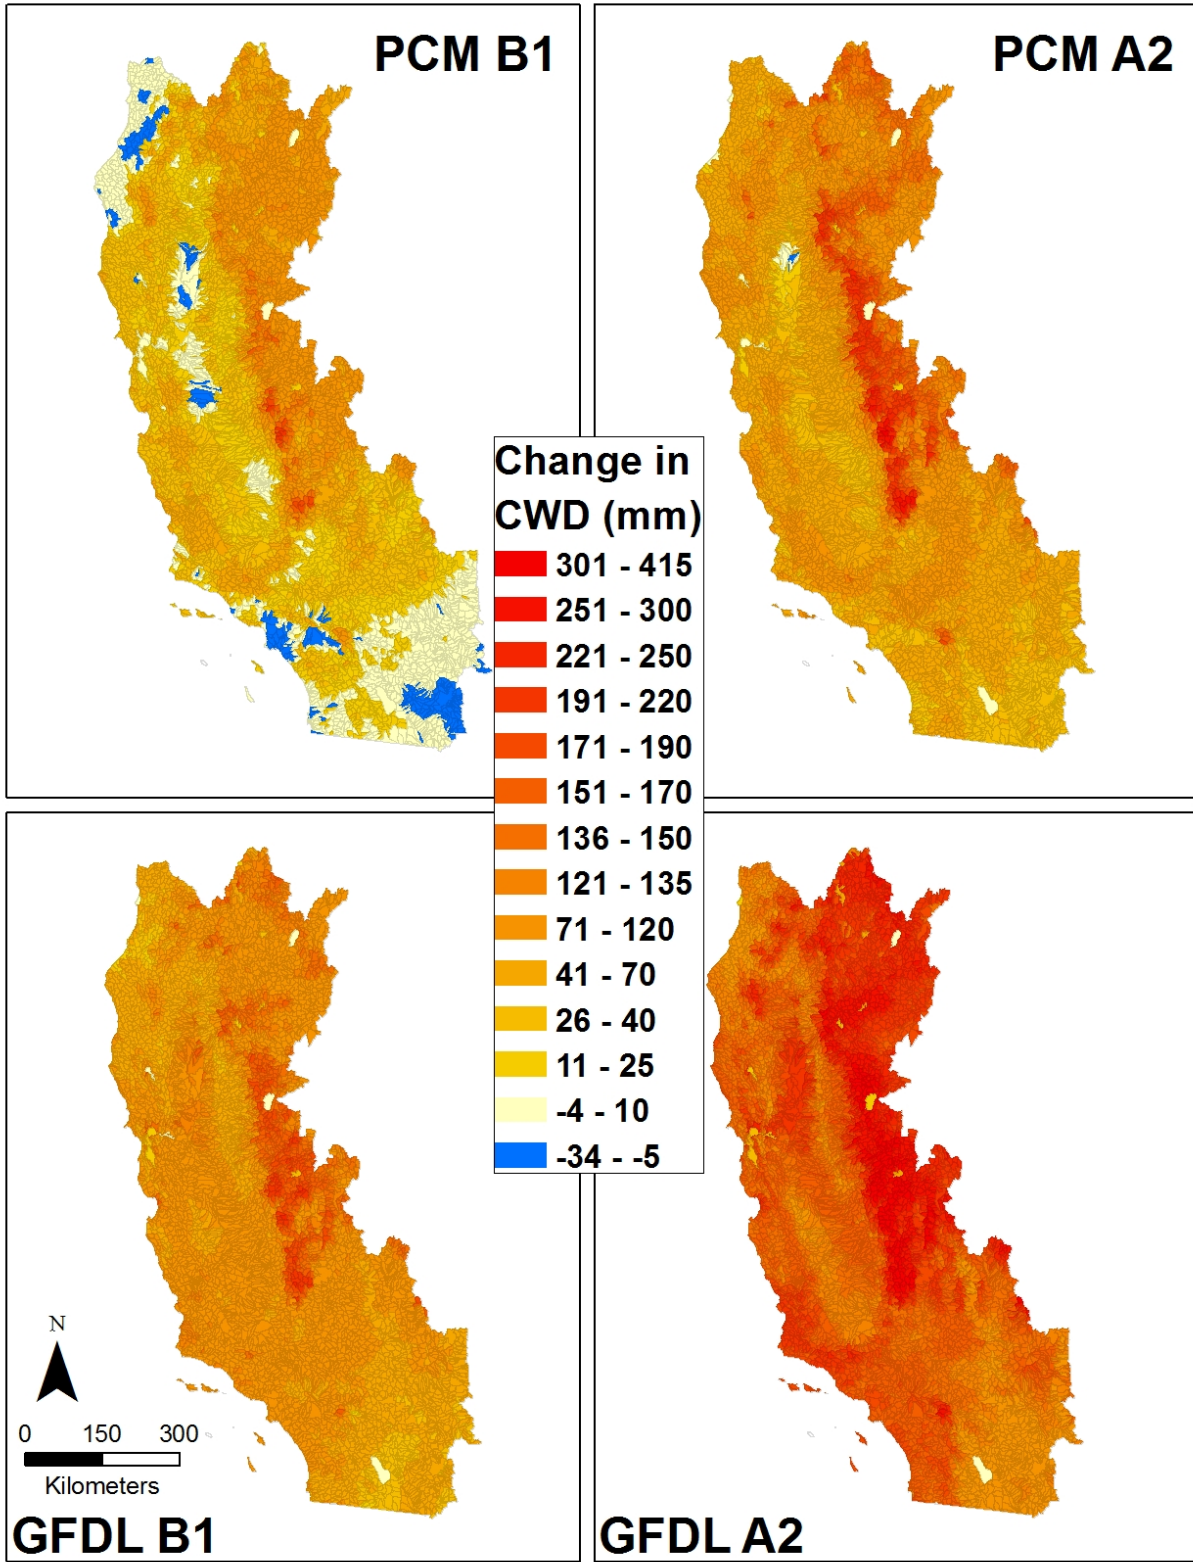 PCM B1
PCM A2
Change in
CWD (mm)
301 - 415
251 - 300
221 - 250
191 - 220
171 - 190
151 - 170
136 - 150
121 - 135
71 - 120
41 - 70
26 - 40
11 - 25
-4 - 10
-34 - -5
N
0 150 300
Kilometers
GFDL B1
GFDL A2